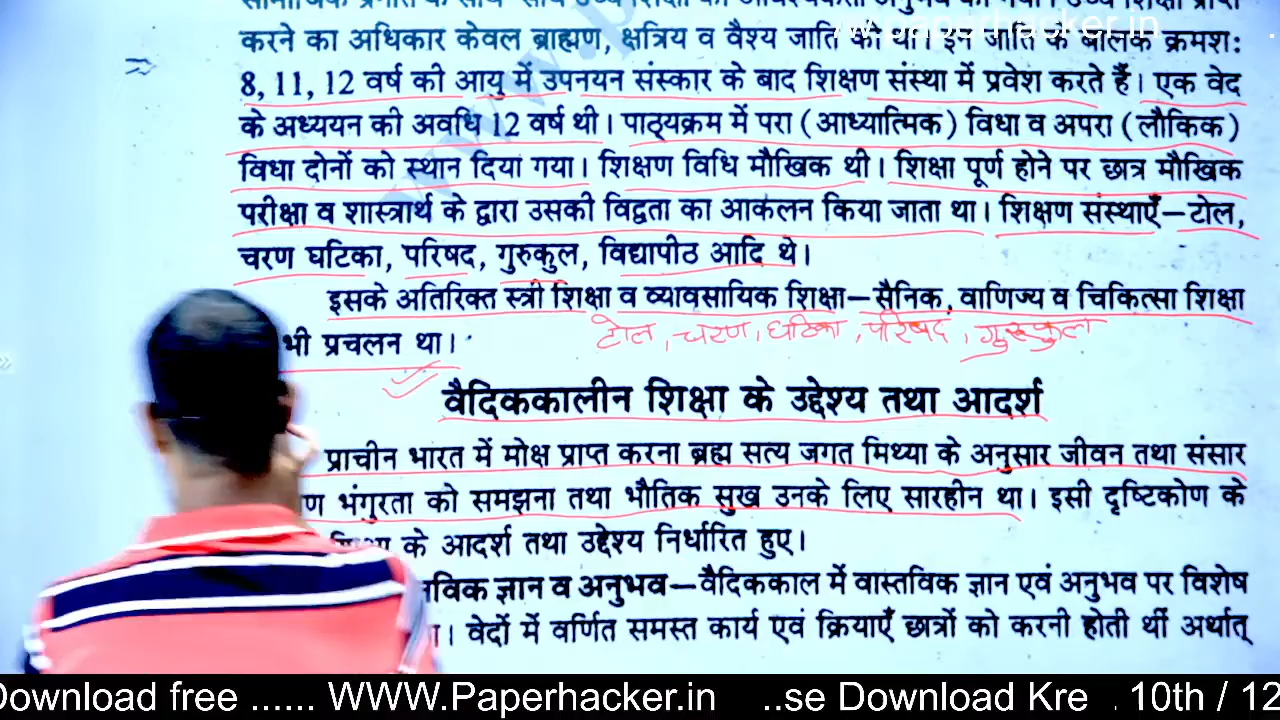 www.paperhacker.in
करने का अधिकार केवल ब्राह्मण, क्षत्रिय व वैश्य जाति को था। इन जाति के बालक क्रमश:
8, 11, 12 वर्ष की आयु में उपनयन संस्कार के बाद शिक्षण संस्था में प्रवेश करते हैं। एक वेद
के अध्ययन की अवधि 12 वर्ष थी। पाठ्यक्रम में परा (आध्यात्मिक) विधा व अपरा (लौकिक)
विधा दोनों को स्थान दिया गया। शिक्षण विधि मौखिक थी। शिक्षा पूर्ण होने पर छात्र मौखिक
परीक्षा व शास्त्रार्थ के द्वारा उसकी विद्वता का आकलन किया जाता था। शिक्षण संस्थाएँ—टोल,
चरण घटिका, परिषद, गुरुकुल, विद्यापीठ आदि थे।
इसके अतिरिक्त स्त्री शिक्षा व व्यावसायिक शिक्षा—सैनिक, वाणिज्य व चिकित्सा शिक्षा
टोल, चरण, घटिका, परिषद, गुरुकुल
भी प्रचलन था।
वैदिककालीन शिक्षा के उद्देश्य तथा आदर्श
प्राचीन भारत में मोक्ष प्राप्त करना ब्रह्म सत्य जगत मिथ्या के अनुसार जीवन तथा संसार
ण भंगुरता को समझना तथा भौतिक सुख उनके लिए सारहीन था। इसी दृष्टिकोण के
के आदर्श तथा उद्देश्य निर्धारित हुए।
विक ज्ञान व अनुभव—वैदिककाल में वास्तविक ज्ञान एवं अनुभव पर विशेष
। वेदों में वर्णित समस्त कार्य एवं क्रियाएँ छात्रों को करनी होती थीं अर्थात्
Download free ...... WWW.Paperhacker.in ..se Download Kre . 10th / 12